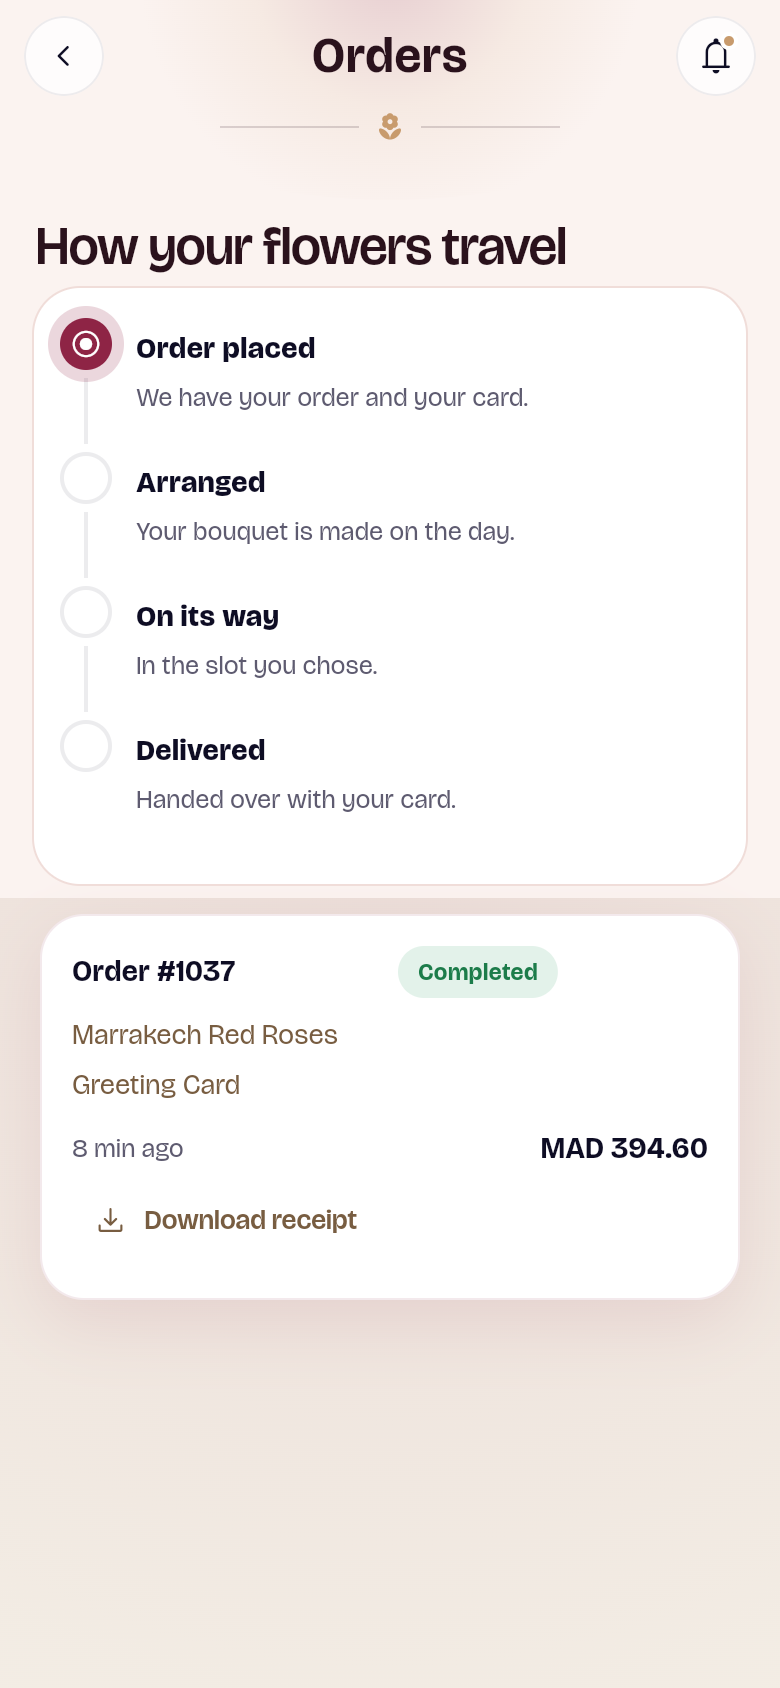 Orders
How your flowers travel
Order placed
We have your order and your card.
Arranged
Your bouquet is made on the day.
On its way
In the slot you chose.
Delivered
Handed over with your card.
Order #1037
Completed
Marrakech Red Roses
Greeting Card
8 min ago
MAD 394.60
Download receipt